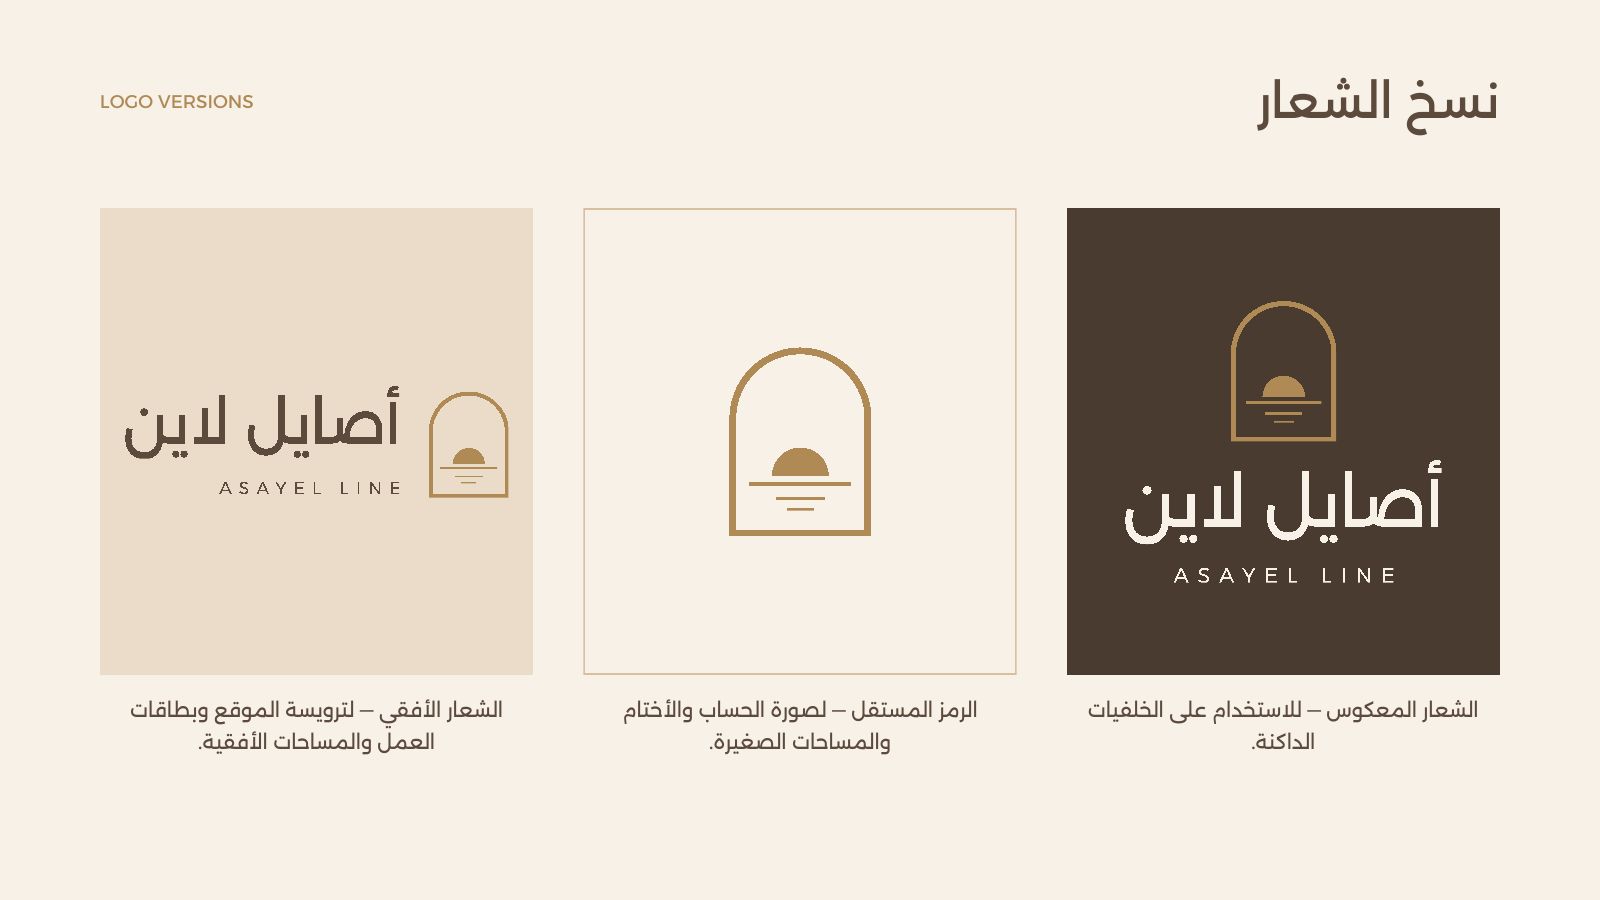 نسخ الشعار
LOGO VERSIONS
أصايل لاين
ASAYEL LINE
الشعار المعكوس — للاستخدام على الخلفيات
الداكنة.
الرمز المستقل — لصورة الحساب والأختام
والمساحات الصغيرة.
أصايل لاين
ASAYEL LINE
الشعار الأفقي — لترويسة الموقع وبطاقات
العمل والمساحات الأفقية.